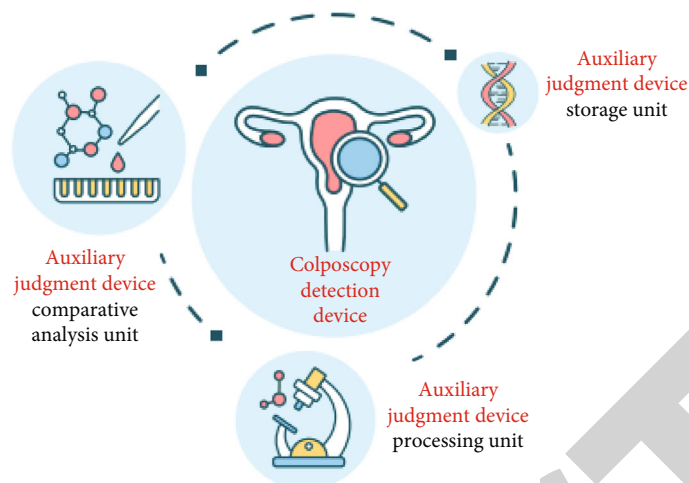 Auxiliary
judgment device
storage unit
Auxiliary
judgment device
comparative
analysis unit
Colposcopy
detection
device
Auxiliary
judgment device
processing unit